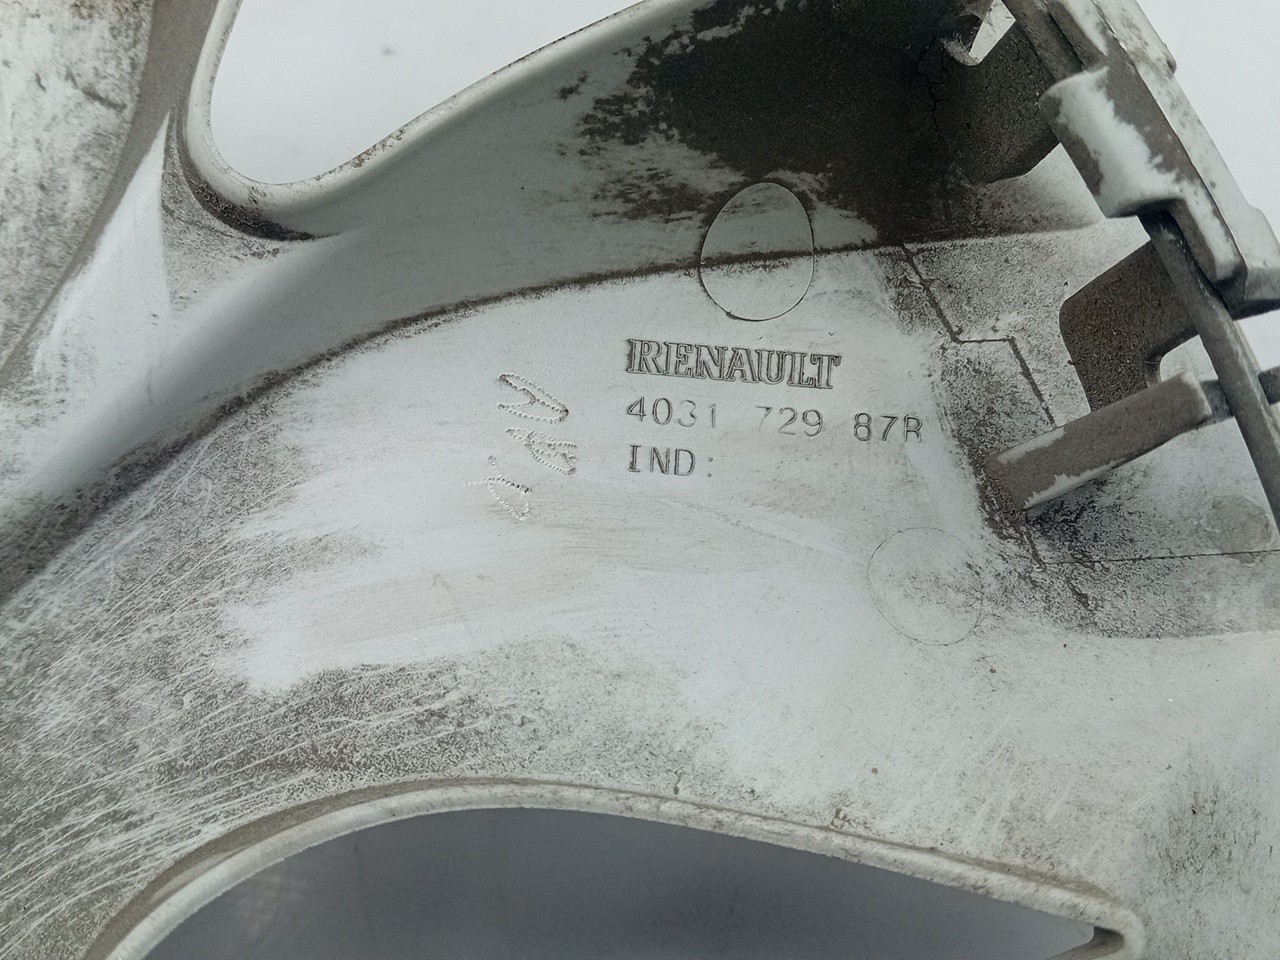 RENAULT
4031 729 87R
IND: